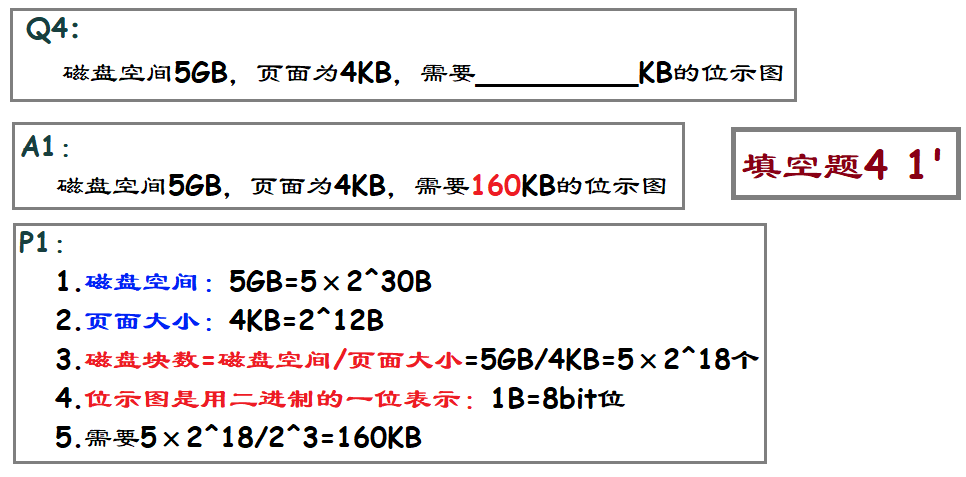 Q4:
磁盘空间5GB，页面为4KB，需要___________KB的位示图
A1：
磁盘空间5GB，页面为4KB，需要160KB的位示图
填空题4 1'
P1：
1.磁盘空间：5GB=5×2^30B
2.页面大小：4KB=2^12B
3.磁盘块数=磁盘空间/页面大小=5GB/4KB=5×2^18个
4.位示图是用二进制的一位表示：1B=8bit位
5.需要5×2^18/2^3=160KB